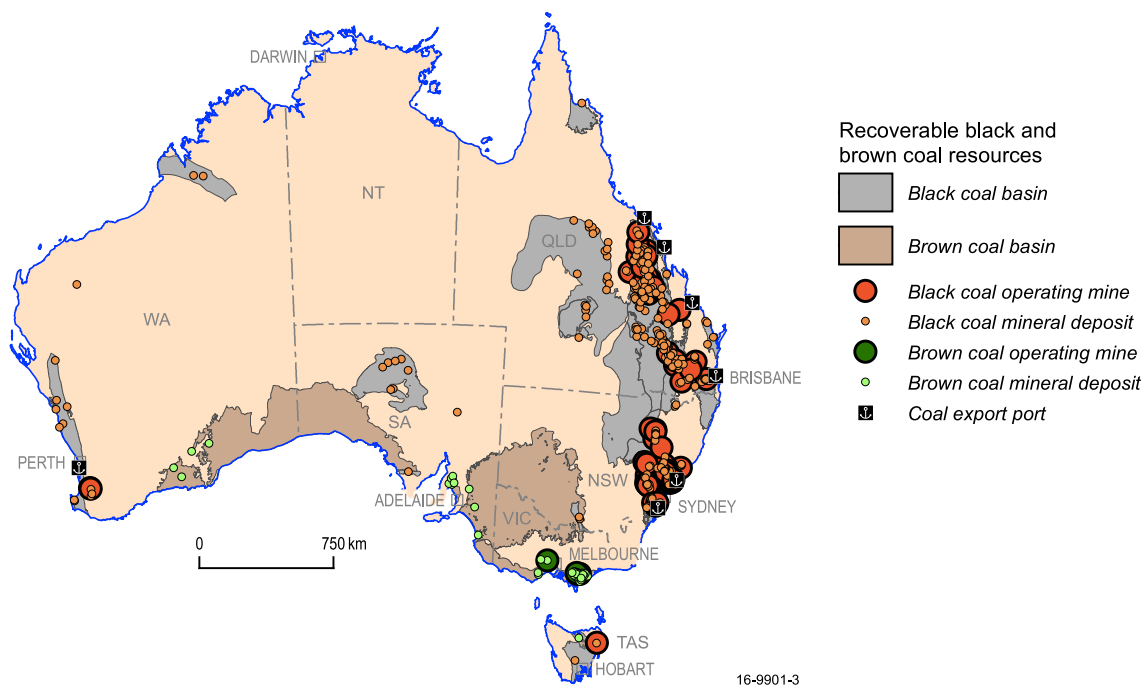 DARWIN
NT
QLD
WA
BRISBANE
SA
PERTH
NSW
ADELAIDE
SYDNEY
VIC
0
750 km
MELBOURNE
TAS
HOBART
16-9901-3
Recoverable black and
brown coal resources
Black coal basin
Brown coal basin
Black coal operating mine
Black coal mineral deposit
Brown coal operating mine
Brown coal mineral deposit
Coal export port